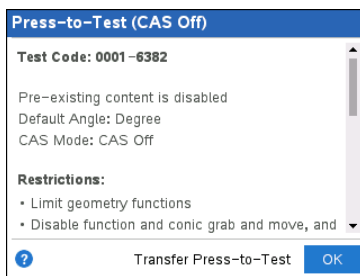 Press-to-Test (CAS Off)
Test Code: 0001-6382
Pre-existing content is disabled
Default Angle: Degree
CAS Mode: CAS Off
Restrictions:
• Limit geometry functions
• Disable function and conic grab and move, and
? Transfer Press-to-Test OK